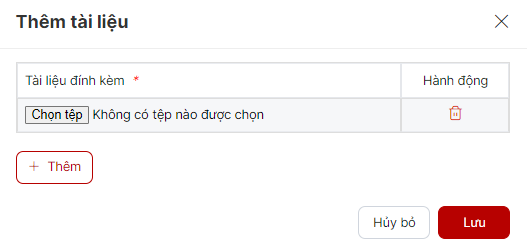 Thêm tài liệu
Tài liệu đính kèm * Hành động
Chọn tệp Không có tệp nào được chọn
+ Thêm
Hủy bỏ Lưu